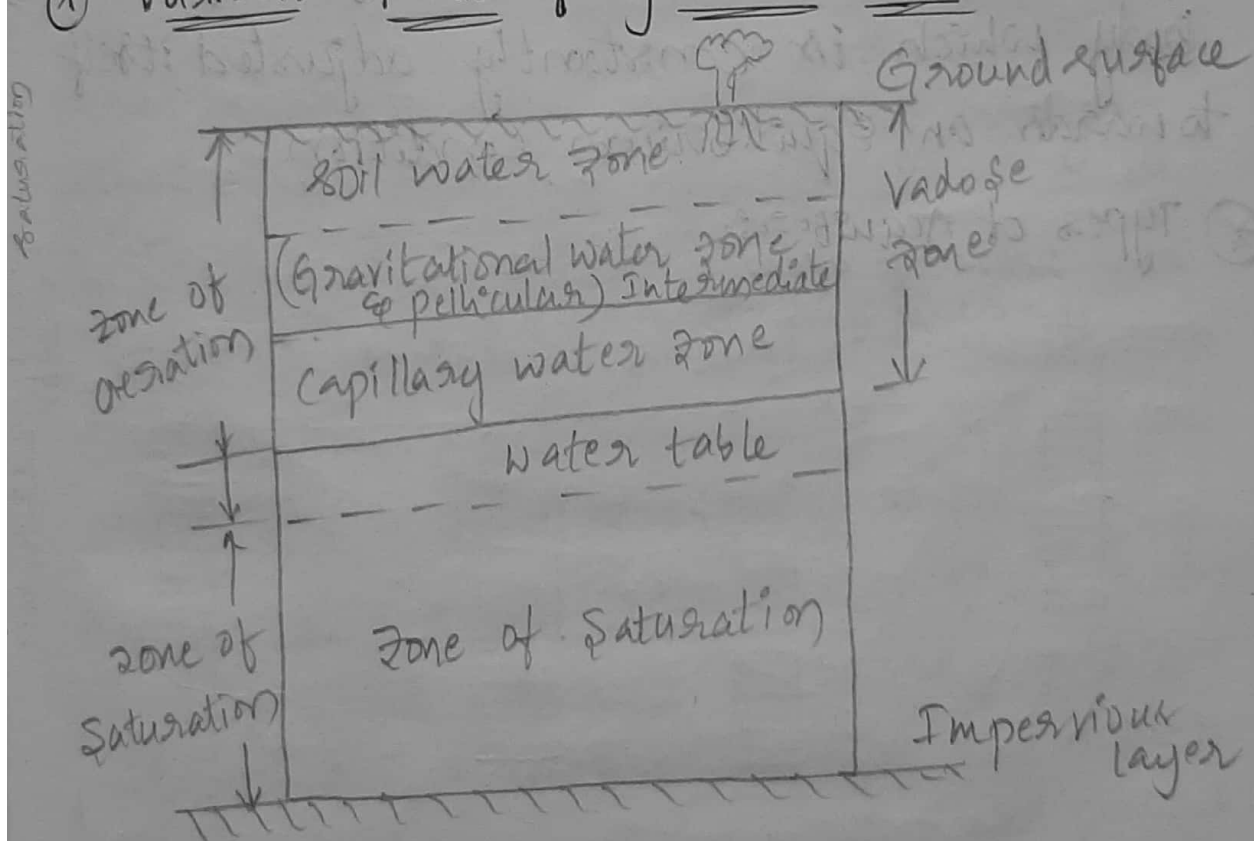 Ground surface
soil water zone
Vadose
zone
(Gravitational water zone
& pellicular) Intermediate
zone of
aeration
Capillary water zone
water table
zone of
Saturation
Zone of Saturation
Impervious
layer